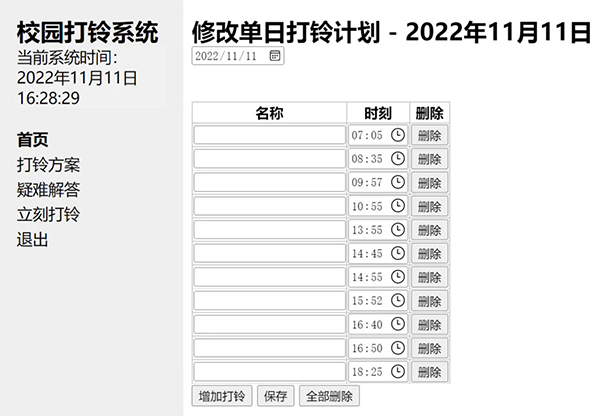 校园打铃系统
当前系统时间：
2022年11月11日
16:28:29
首页
打铃方案
疑难解答
立刻打铃
退出
修改单日打铃计划 - 2022年11月11日
2022/11/11
名称 时刻 删除
07:05 删除
08:35 删除
09:57 删除
10:55 删除
13:55 删除
14:45 删除
14:55 删除
15:52 删除
16:40 删除
16:50 删除
18:25 删除
增加打铃 保存 全部删除